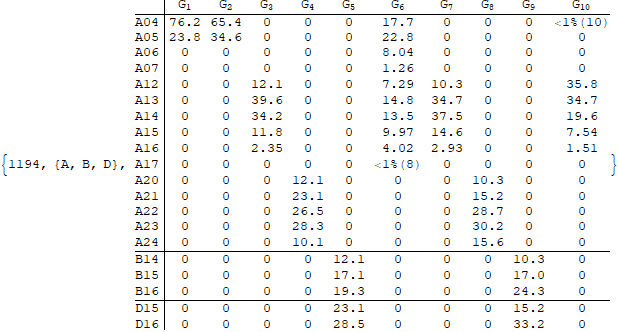 G1 G2 G3 G4 G5 G6 G7 G8 G9 G10
A04 76.2 65.4 0 0 0 17.7 0 0 0 <1%(10)
A05 23.8 34.6 0 0 0 22.8 0 0 0 0
A06 0 0 0 0 0 8.04 0 0 0 0
A07 0 0 0 0 0 1.26 0 0 0 0
A12 0 0 12.1 0 0 7.29 10.3 0 0 35.8
A13 0 0 39.6 0 0 14.8 34.7 0 0 34.7
A14 0 0 34.2 0 0 13.5 37.5 0 0 19.6
A15 0 0 11.8 0 0 9.97 14.6 0 0 7.54
A16 0 0 2.35 0 0 4.02 2.93 0 0 1.51
{1194, {A, B, D}, A17 0 0 0 0 0 <1%(8) 0 0 0 0 }
A20 0 0 0 12.1 0 0 0 10.3 0 0
A21 0 0 0 23.1 0 0 0 15.2 0 0
A22 0 0 0 26.5 0 0 0 28.7 0 0
A23 0 0 0 28.3 0 0 0 30.2 0 0
A24 0 0 0 10.1 0 0 0 15.6 0 0
B14 0 0 0 0 12.1 0 0 0 10.3 0
B15 0 0 0 0 17.1 0 0 0 17.0 0
B16 0 0 0 0 19.3 0 0 0 24.3 0
D15 0 0 0 0 23.1 0 0 0 15.2 0
D16 0 0 0 0 28.5 0 0 0 33.2 0